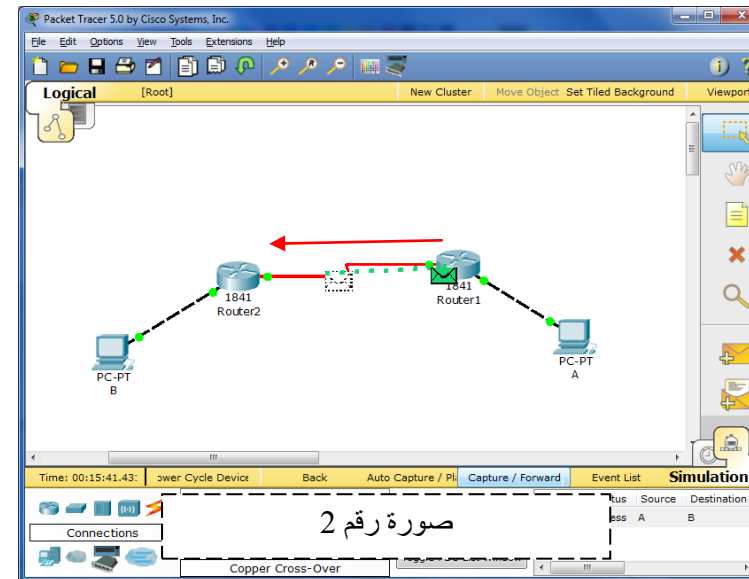 Packet Tracer 5.0 by Cisco Systems, Inc.
File Edit Options View Tools Extensions Help
Logical [Root] New Cluster Move Object Set Tiled Background Viewport
1841
Router2
1841
Router1
PC-PT
B
PC-PT
A
Time: 00:15:41.43: ower Cycle Device Back Auto Capture / Pl Capture / Forward Event List Simulation
tus Source Destination
ess A B
صورة رقم 2
Connections
Copper Cross-Over